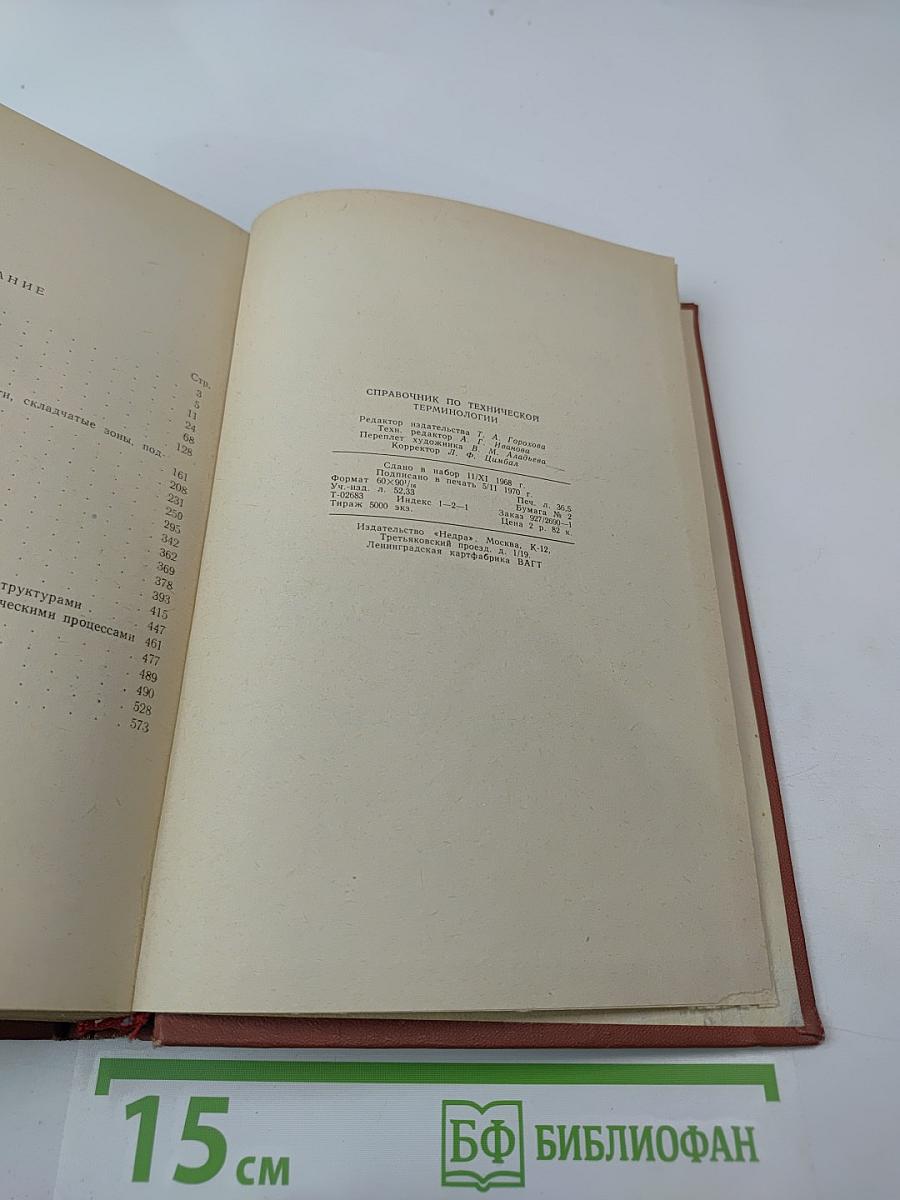 АНИЕ
Стр.
3
5
11
24
68
128
ти, складчатые зоны, под-
161
208
231
250
295
342
362
369
378
393
труктурами
415
447
ческими процессами 461
477
489
490
528
573
СПРАВОЧНИК ПО ТЕХНИЧЕСКОЙ
ТЕРМИНОЛОГИИ
Редактор издательства Т. А. Горохова
Техн. редактор А. Г. Иванова
Переплет художника В. М. Аладьева
Корректор Л. Ф. Цимбал
Сдано в набор 11/XI 1968 г.
Подписано в печать 5/II 1970 г.
Формат 60×90 1/16 Печ. л. 36,5
Уч.-изд. л. 52,33 Бумага № 2
Т-02683 Индекс 1—2—1 Заказ 927/2690—1
Тираж 5000 экз. Цена 2 р. 82 к.
Издательство «Недра». Москва, К-12,
Третьяковский проезд, д. 1/19.
Ленинградская картфабрика ВАГТ
15 см
БФ БИБЛИОФАН